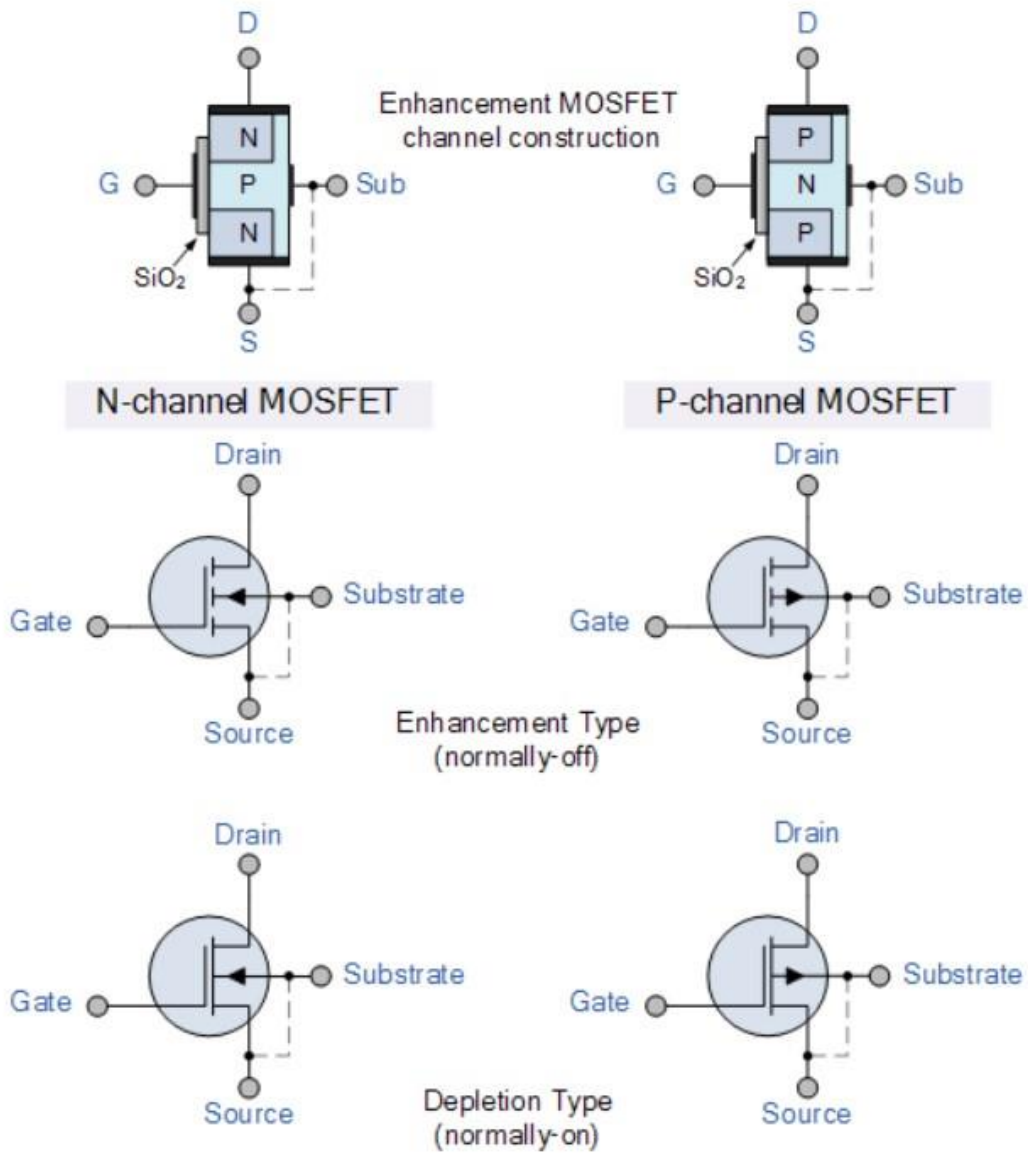 D
D
Enhancement MOSFET
channel construction
N
P
G
P
Sub
G
N
Sub
N
P
SiO₂
SiO₂
S
S
N-channel MOSFET
P-channel MOSFET
Drain
Drain
Substrate
Substrate
Gate
Gate
Source
Enhancement Type
Source
(normally-off)
Drain
Drain
Substrate
Substrate
Gate
Gate
Source
Depletion Type
Source
(normally-on)